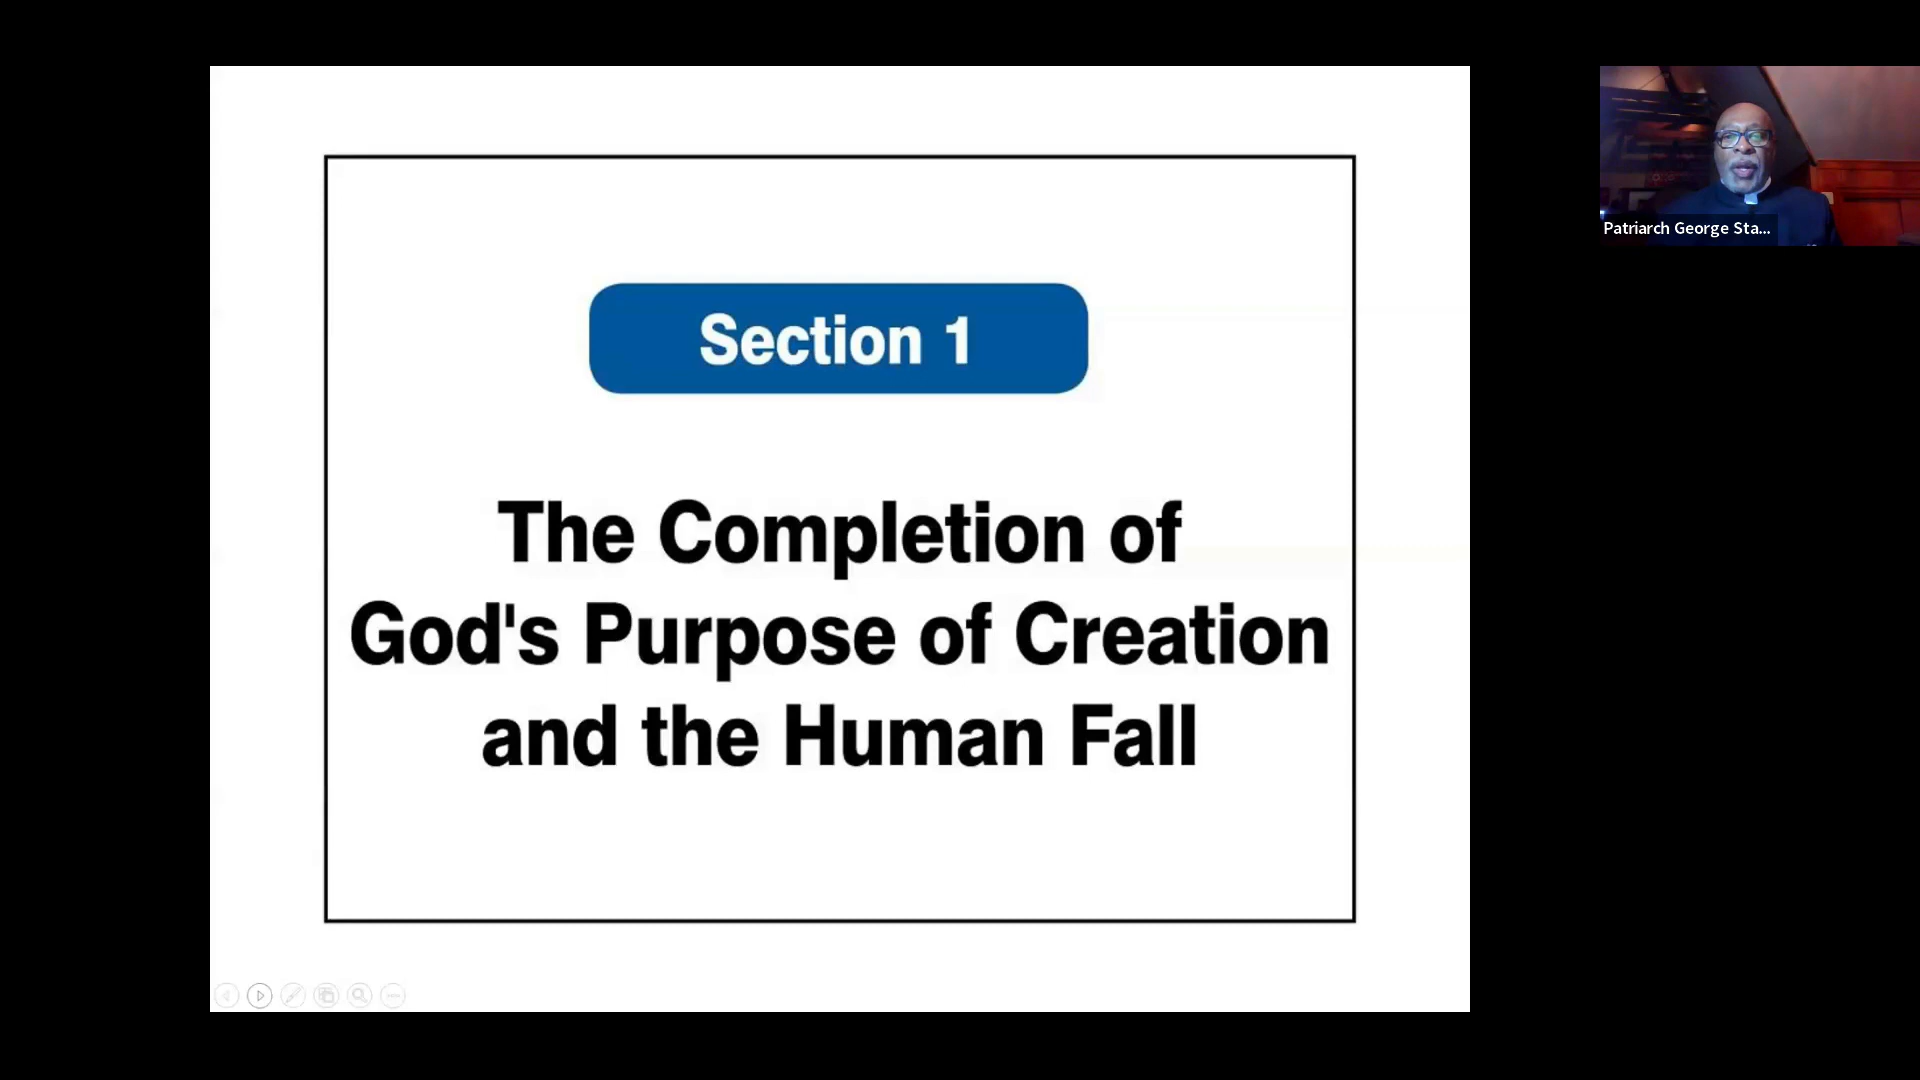 Section 1
The Completion of
God's Purpose of Creation
and the Human Fall
Patriarch George Sta...